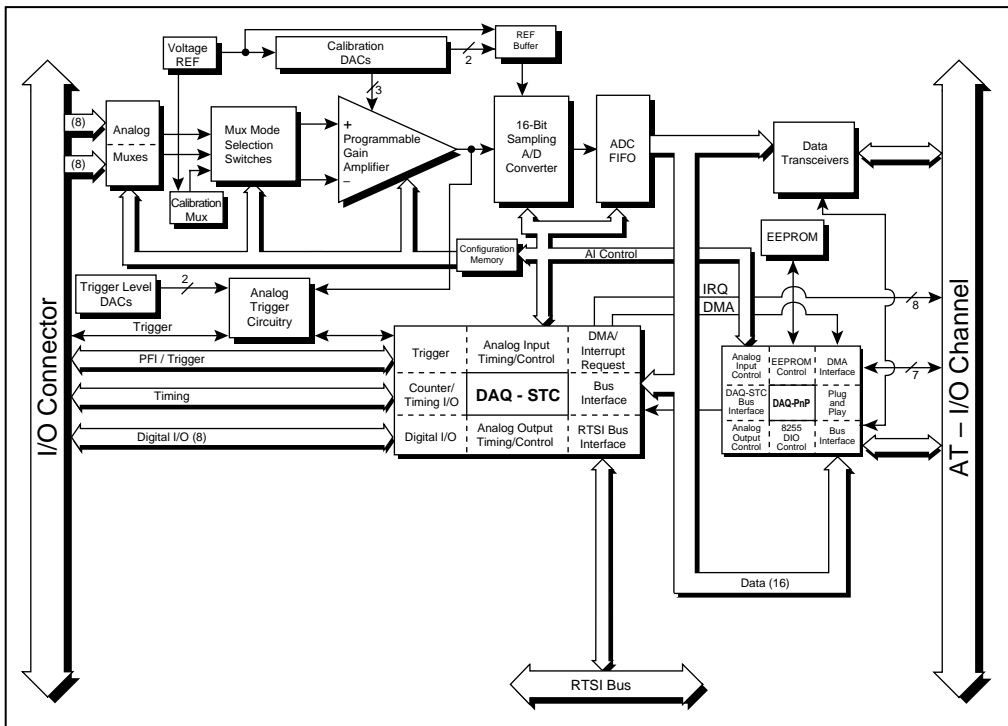 Voltage
REF
Calibration
DACs
2
REF
Buffer
3
(8)
(8)
Analog
Muxes
Mux Mode
Selection
Switches
+
Programmable
Gain
Amplifier
–
16-Bit
Sampling
A/D
Converter
ADC
FIFO
Data
Transceivers
Calibration
Mux
Configuration
Memory
AI Control
EEPROM
Trigger Level
DACs
2
Analog
Trigger
Circuitry
IRQ
DMA
8
Trigger
PFI / Trigger
Timing
Digital I/O (8)
Trigger
Analog Input
Timing/Control
DMA/
Interrupt
Request
Counter/
Timing I/O
DAQ - STC
Bus
Interface
Digital I/O
Analog Output
Timing/Control
RTSI Bus
Interface
Analog
Input
Control
EEPROM
Control
DMA
Interface
DAQ-STC
Bus
Interface
DAQ-PnP
Plug
and
Play
Analog
Output
Control
8255
DIO
Control
Bus
Interface
7
Data (16)
RTSI Bus
I/O Connector
AT – I/O Channel